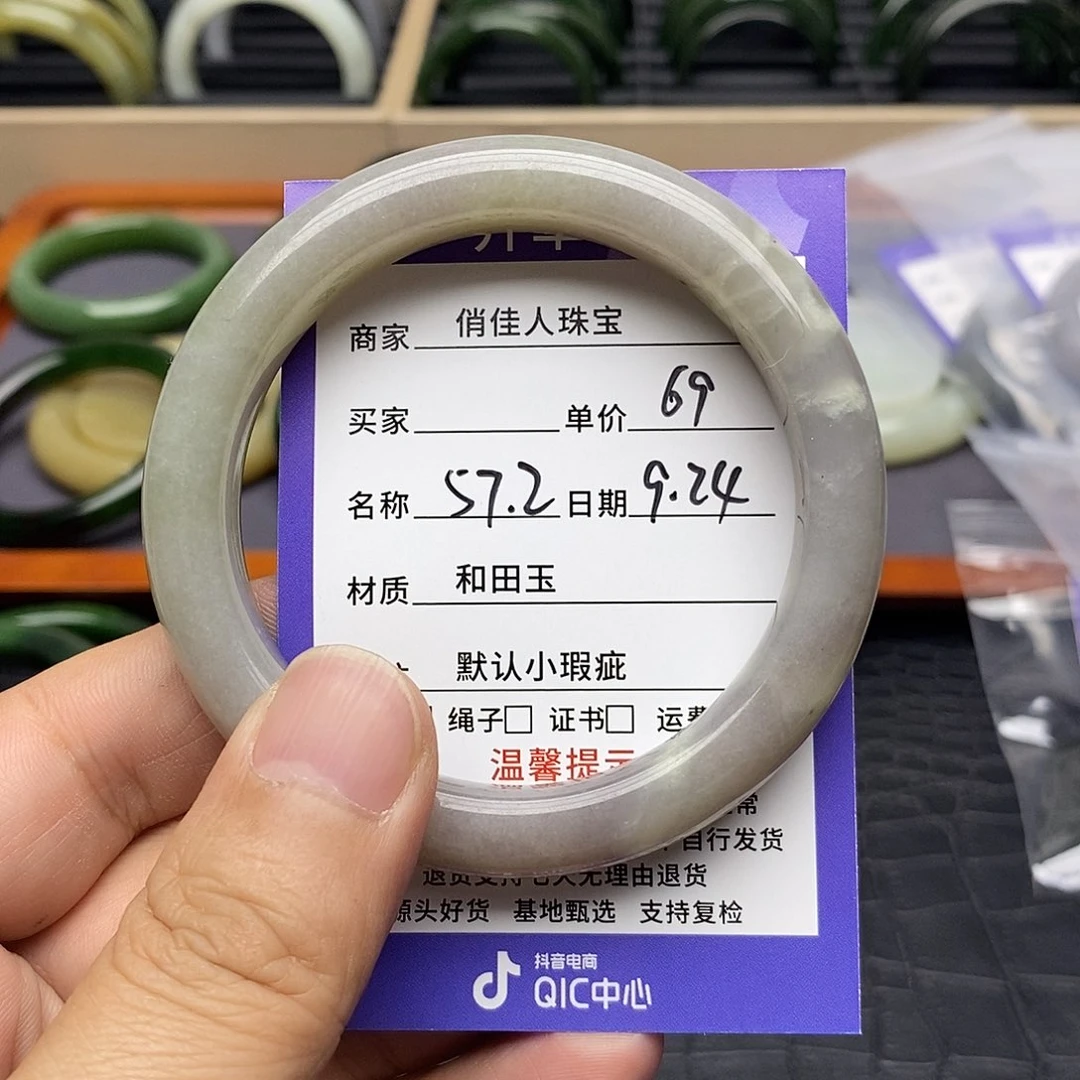 商家 俏佳人珠宝
买家 单价 69
名称 57.2 日期 9.24
材质 和田玉
默认小瑕疵
绳子□ 证书□ 运费
温馨提示
常
自行发货
退货支持七天无理由退货
源头好货 基地甄选 支持复检
抖音电商
QIC中心